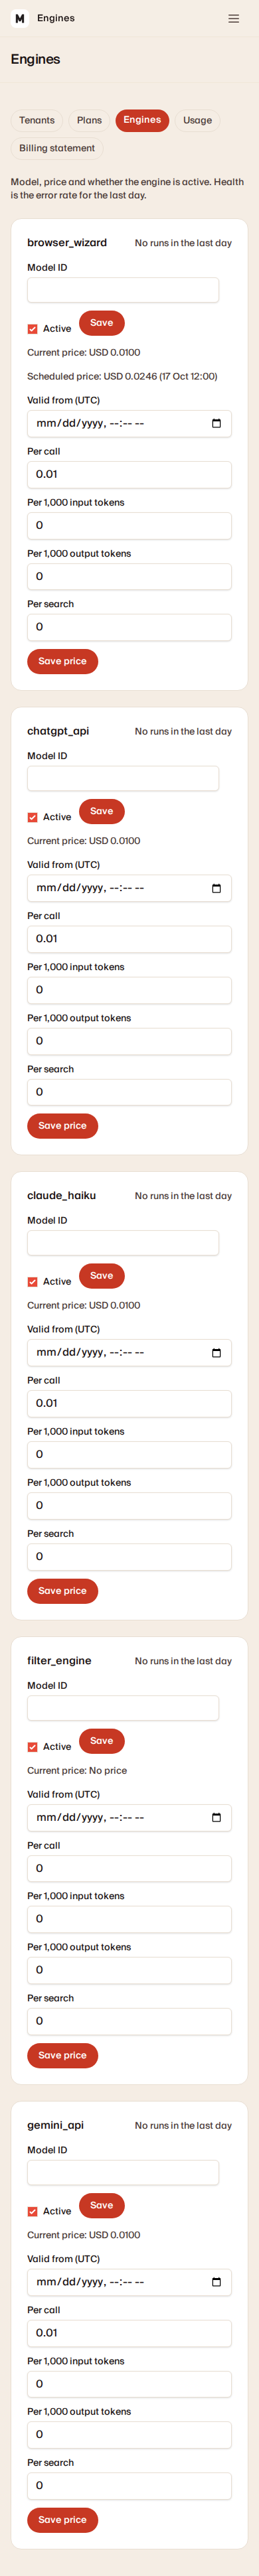 M Engines
Engines
Tenants Plans Engines Usage
Billing statement
Model, price and whether the engine is active. Health
is the error rate for the last day.
browser_wizard No runs in the last day
Model ID
Active Save
Current price: USD 0.0100
Scheduled price: USD 0.0246 (17 Oct 12:00)
Valid from (UTC)
mm/dd/yyyy, --:-- --
Per call
0.01
Per 1,000 input tokens
0
Per 1,000 output tokens
0
Per search
0
Save price
chatgpt_api No runs in the last day
Model ID
Active Save
Current price: USD 0.0100
Valid from (UTC)
mm/dd/yyyy, --:-- --
Per call
0.01
Per 1,000 input tokens
0
Per 1,000 output tokens
0
Per search
0
Save price
claude_haiku No runs in the last day
Model ID
Active Save
Current price: USD 0.0100
Valid from (UTC)
mm/dd/yyyy, --:-- --
Per call
0.01
Per 1,000 input tokens
0
Per 1,000 output tokens
0
Per search
0
Save price
filter_engine No runs in the last day
Model ID
Active Save
Current price: No price
Valid from (UTC)
mm/dd/yyyy, --:-- --
Per call
0
Per 1,000 input tokens
0
Per 1,000 output tokens
0
Per search
0
Save price
gemini_api No runs in the last day
Model ID
Active Save
Current price: USD 0.0100
Valid from (UTC)
mm/dd/yyyy, --:-- --
Per call
0.01
Per 1,000 input tokens
0
Per 1,000 output tokens
0
Per search
0
Save price